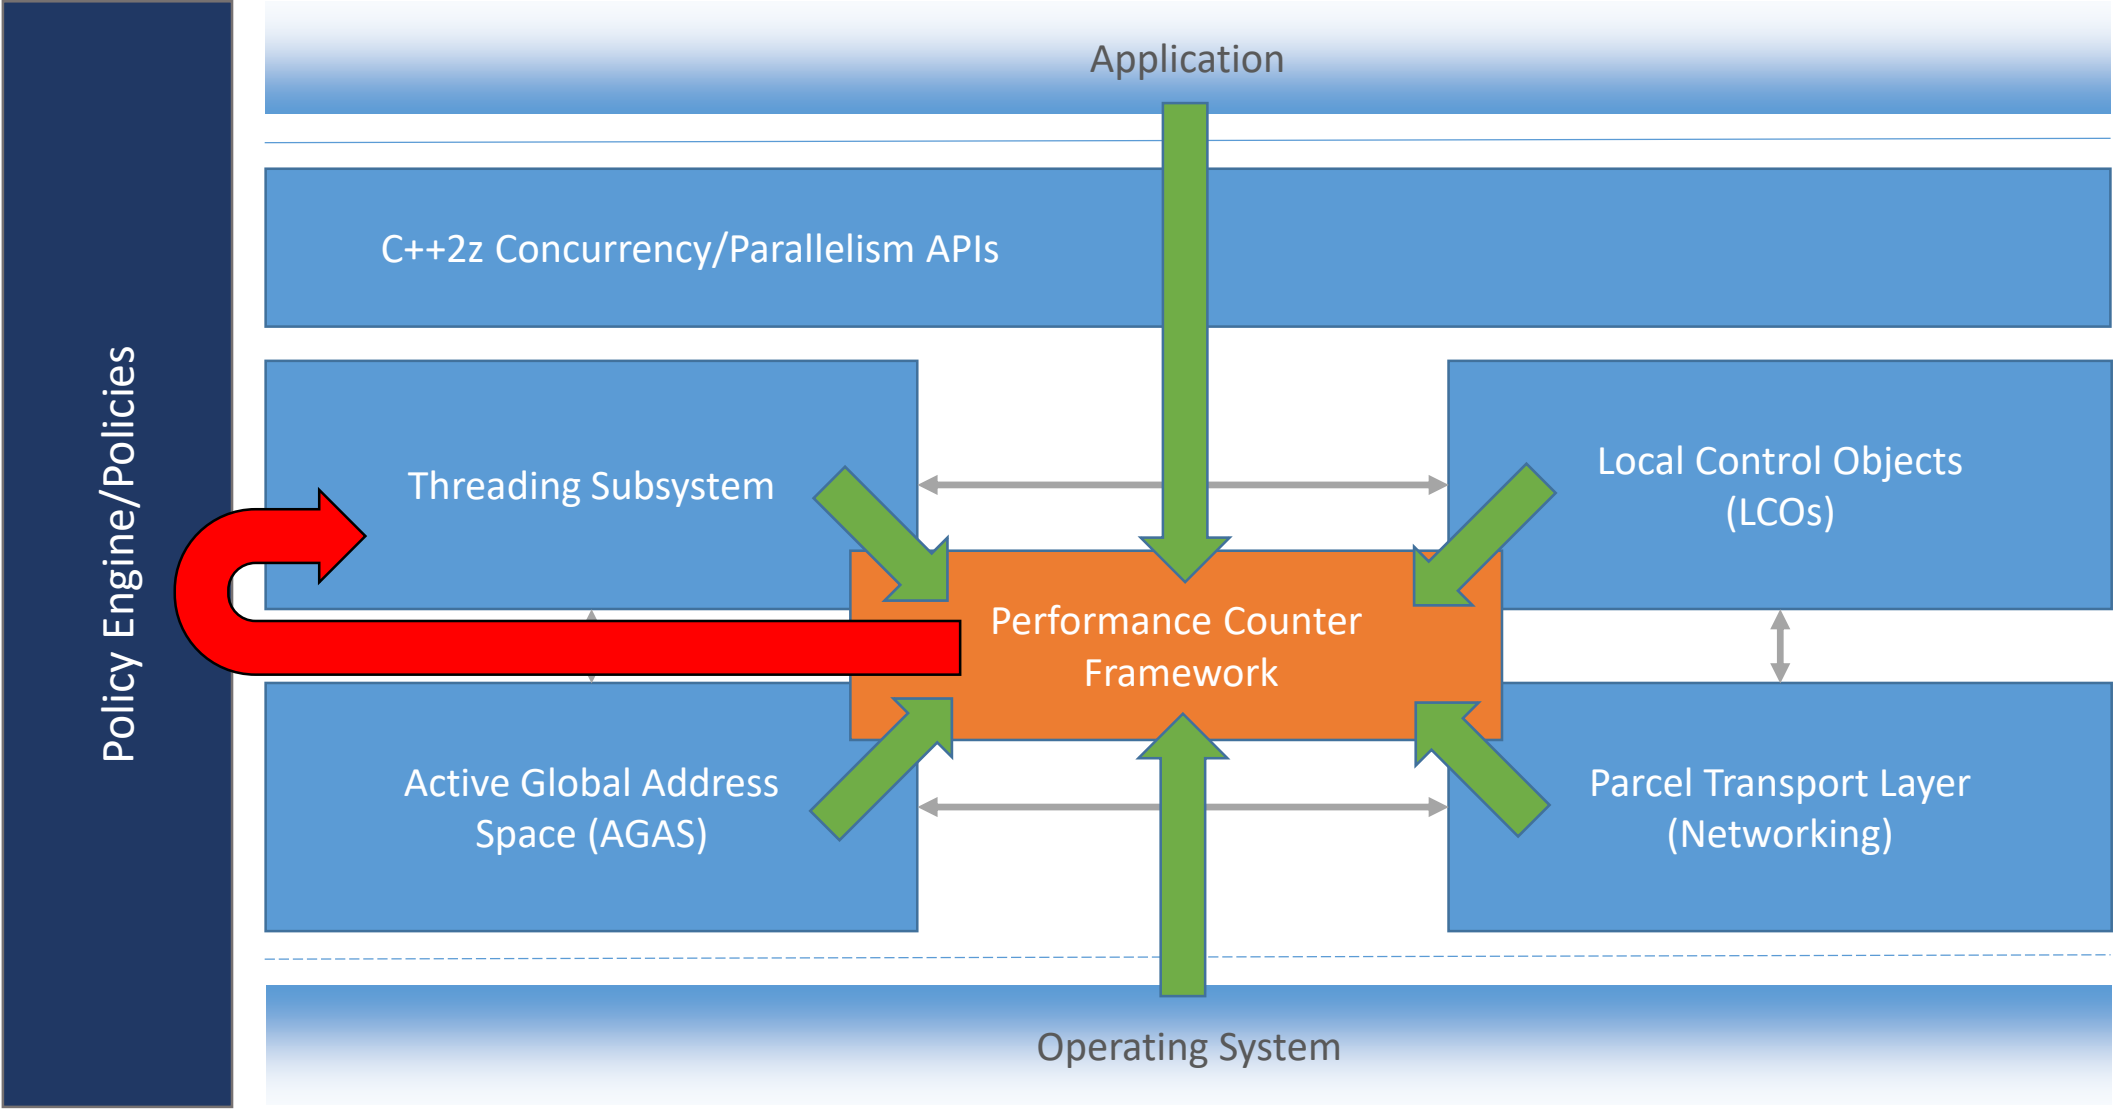 Policy Engine/Policies
Application
C++2z Concurrency/Parallelism APIs
Threading Subsystem
Local Control Objects
(LCOs)
Performance Counter
Framework
Active Global Address
Space (AGAS)
Parcel Transport Layer
(Networking)
Operating System